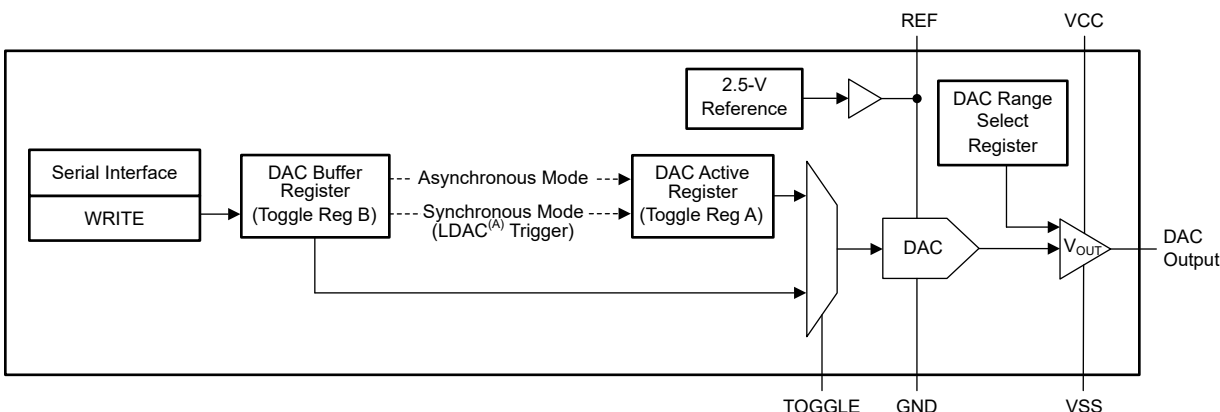 REF
VCC
2.5-V
Reference
DAC Range
Select
Register
Serial Interface
WRITE
DAC Buffer
Register
(Toggle Reg B)
Asynchronous Mode
Synchronous Mode
(LDAC(A) Trigger)
DAC Active
Register
(Toggle Reg A)
DAC
VOUT
DAC
Output
TOGGLE
GND
VSS